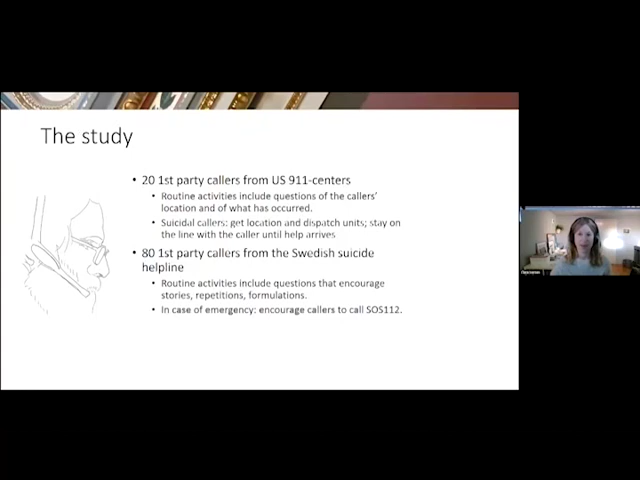 The study
• 20 1st party callers from US 911-centers
• Routine activities include questions of the callers'
location and of what has occurred.
• Suicidal callers: get location and dispatch units; stay on
the line with the caller until help arrives
• 80 1st party callers from the Swedish suicide
helpline
• Routine activities include questions that encourage
stories, repetitions, formulations.
• In case of emergency: encourage callers to call SOS112.